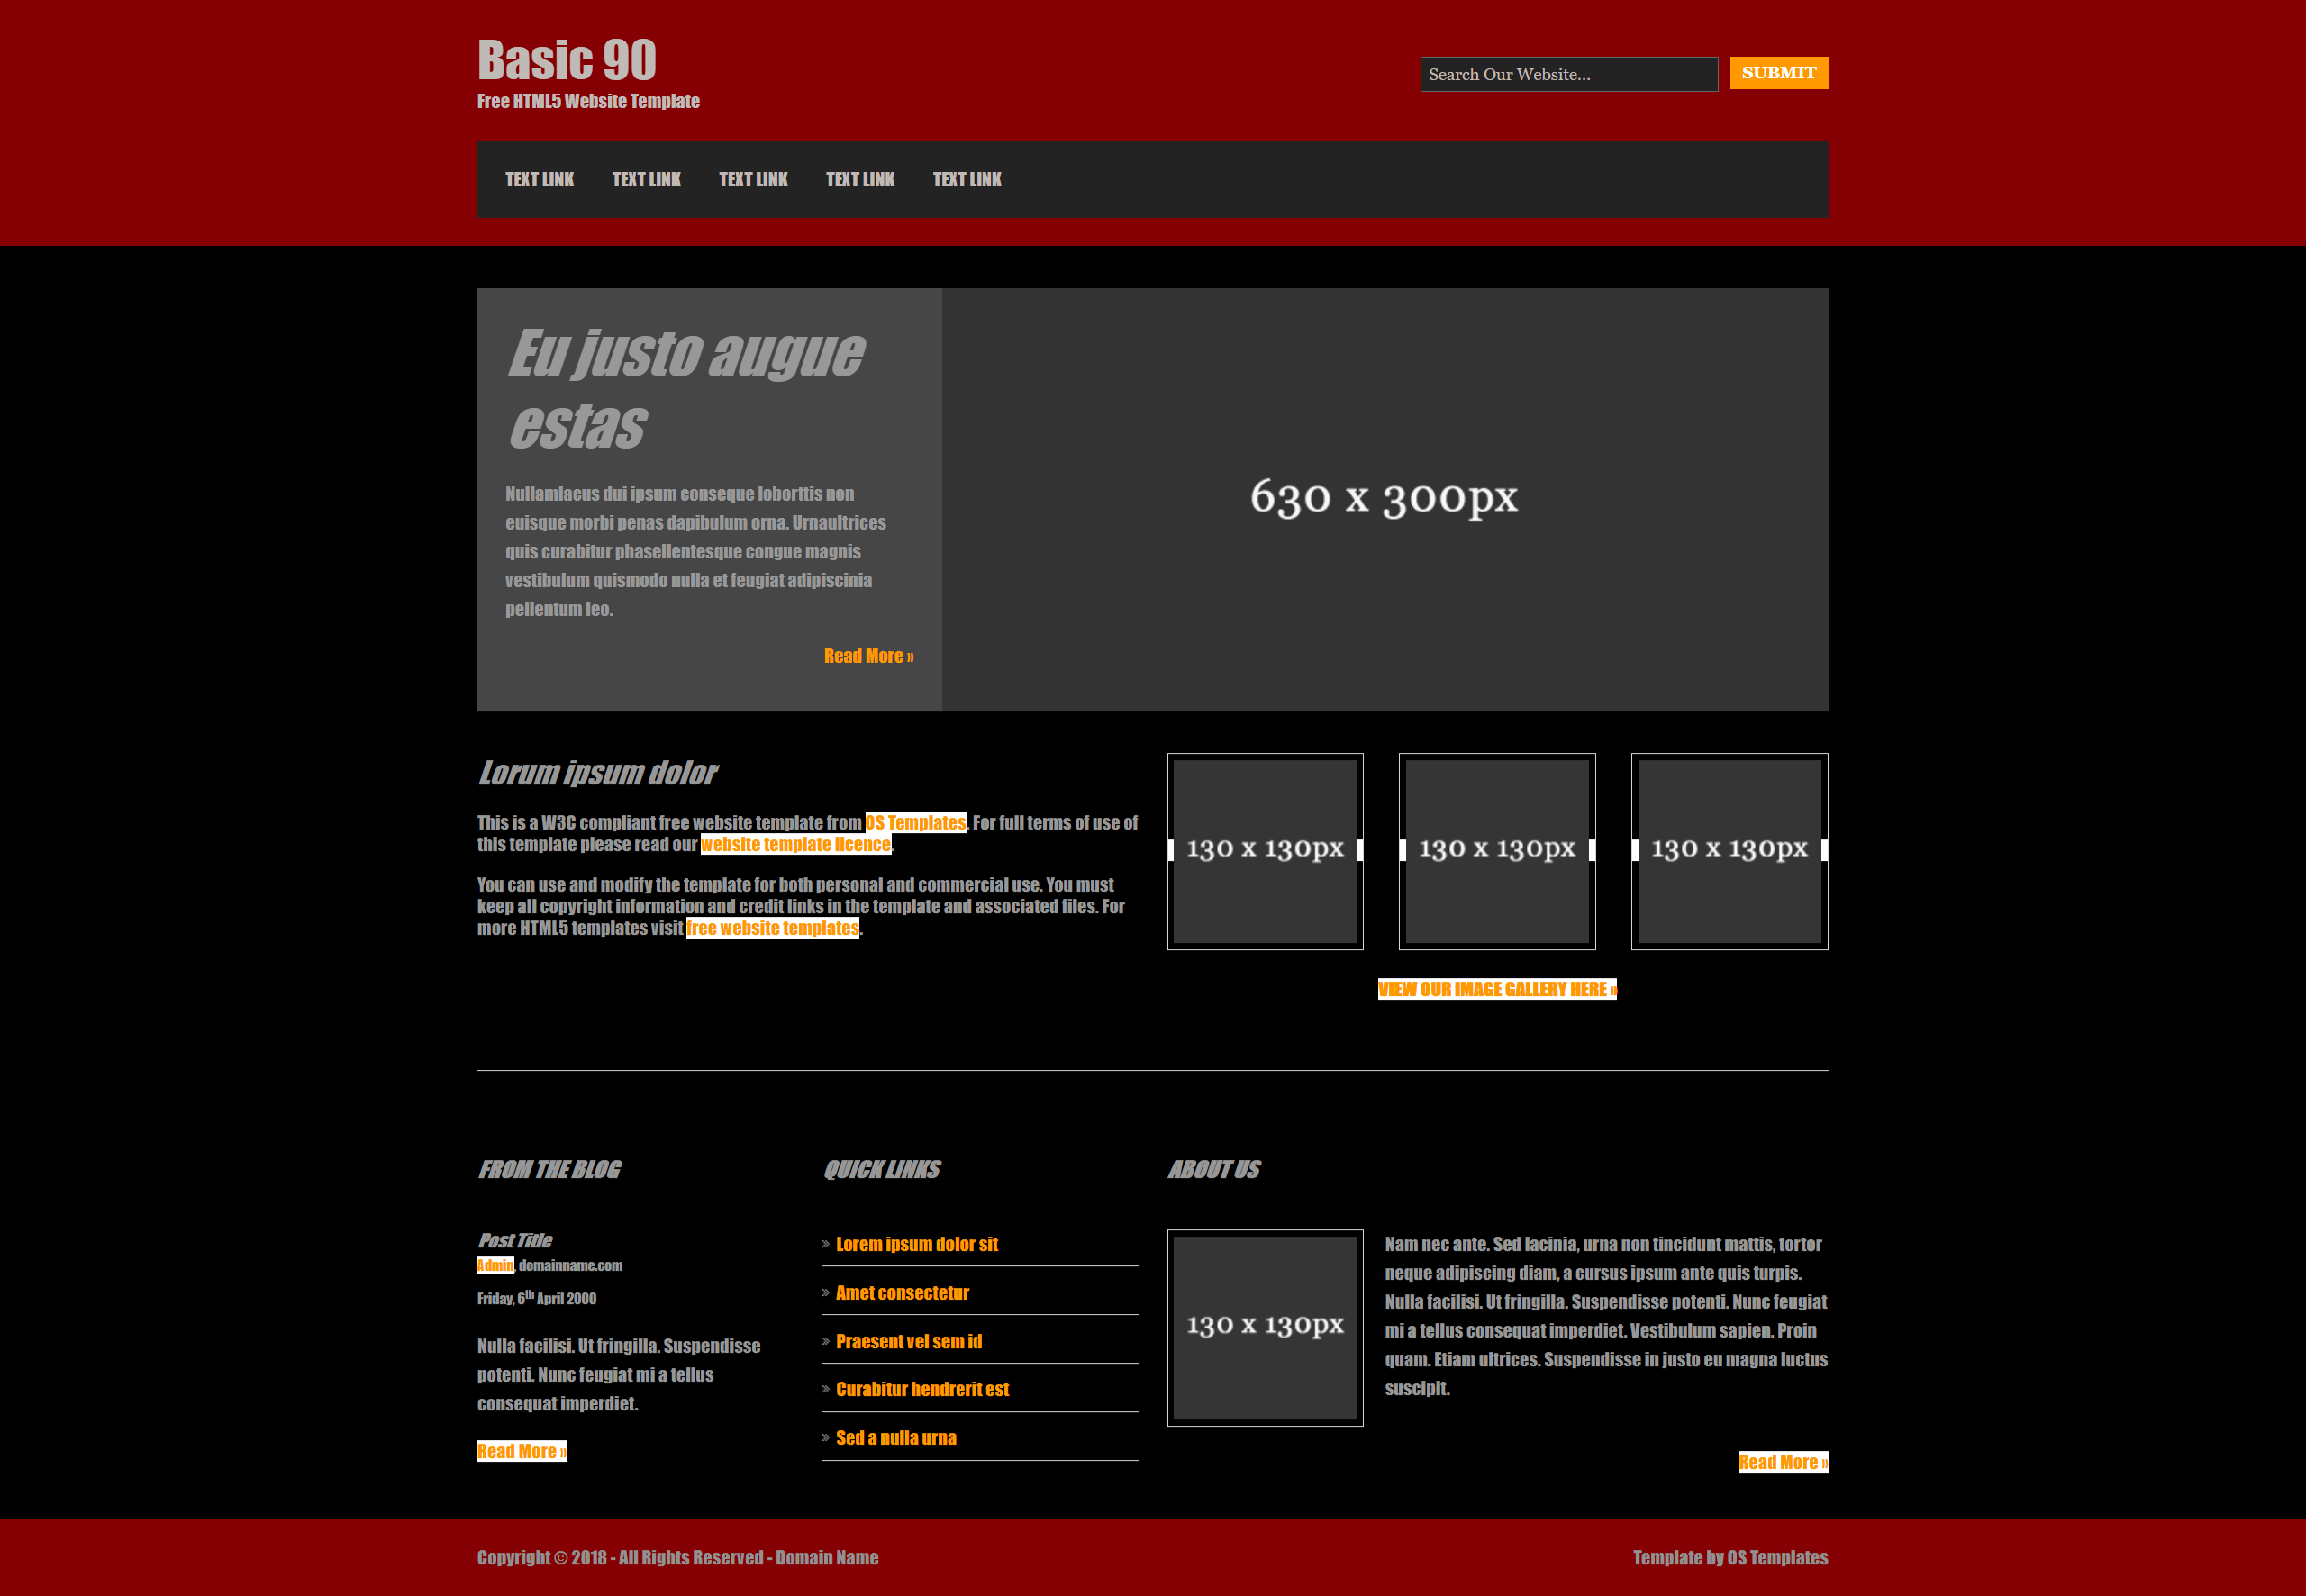 Basic 90
Free HTML5 Website Template
Search Our Website...
SUBMIT
TEXT LINK TEXT LINK TEXT LINK TEXT LINK TEXT LINK
Eu justo augue
estas
Nullamlacus dui ipsum conseque loborttis non
euisque morbi penas dapibulum orna. Urnaultrices
quis curabitur phasellentesque congue magnis
vestibulum quismodo nulla et feugiat adipiscinia
pellentum leo.
Read More »
630 x 300px
Lorum ipsum dolor
This is a W3C compliant free website template from OS Templates. For full terms of use of
this template please read our website template licence.
You can use and modify the template for both personal and commercial use. You must
keep all copyright information and credit links in the template and associated files. For
more HTML5 templates visit free website templates.
130 x 130px
130 x 130px
130 x 130px
VIEW OUR IMAGE GALLERY HERE »
FROM THE BLOG
Post Title
Admin, domainname.com
Friday, 6th April 2000
Nulla facilisi. Ut fringilla. Suspendisse
potenti. Nunc feugiat mi a tellus
consequat imperdiet.
Read More »
QUICK LINKS
» Lorem ipsum dolor sit
» Amet consectetur
» Praesent vel sem id
» Curabitur hendrerit est
» Sed a nulla urna
ABOUT US
130 x 130px
Nam nec ante. Sed lacinia, urna non tincidunt mattis, tortor
neque adipiscing diam, a cursus ipsum ante quis turpis.
Nulla facilisi. Ut fringilla. Suspendisse potenti. Nunc feugiat
mi a tellus consequat imperdiet. Vestibulum sapien. Proin
quam. Etiam ultrices. Suspendisse in justo eu magna luctus
suscipit.
Read More »
Copyright © 2018 - All Rights Reserved - Domain Name
Template by OS Templates